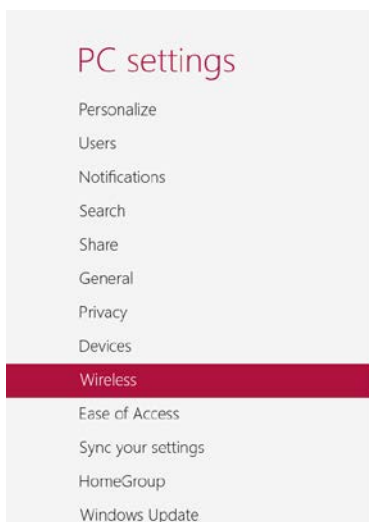 PC settings
Personalize
Users
Notifications
Search
Share
General
Privacy
Devices
Wireless
Ease of Access
Sync your settings
HomeGroup
Windows Update